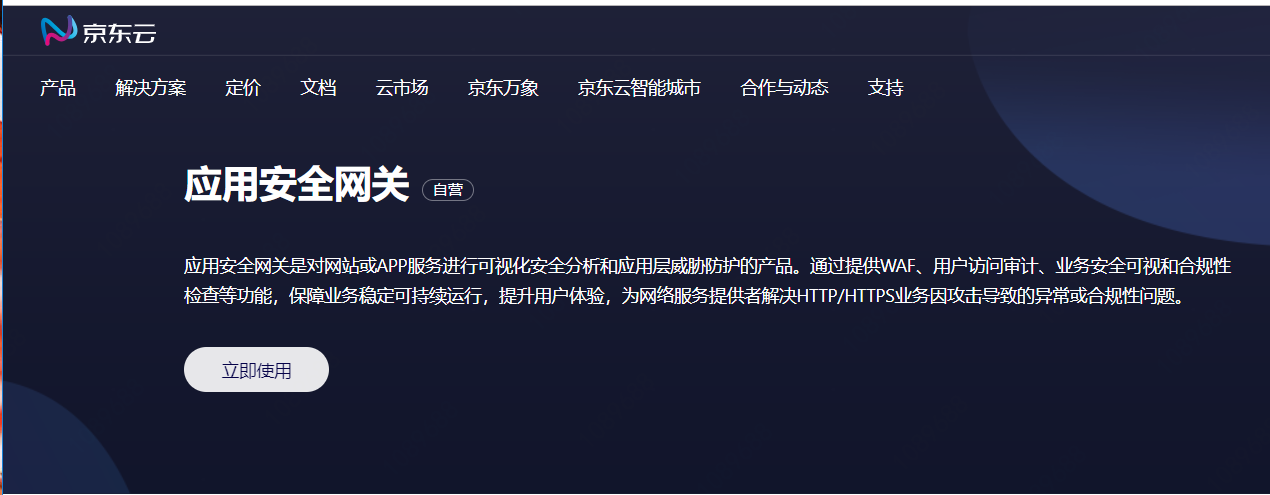 京东云
产品 解决方案 定价 文档 云市场 京东万象 京东云智能城市 合作与动态 支持
应用安全网关 自营
应用安全网关是对网站或APP服务进行可视化安全分析和应用层威胁防护的产品。通过提供WAF、用户访问审计、业务安全可视和合规性
检查等功能，保障业务稳定可持续运行，提升用户体验，为网络服务提供者解决HTTP/HTTPS业务因攻击导致的异常或合规性问题。
立即使用